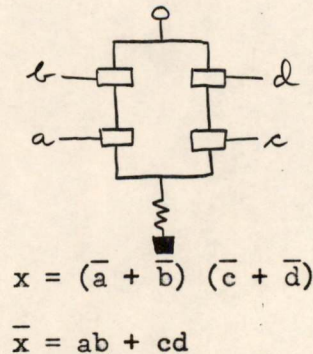 b d
a c
x = (a̅ + b̅) (c̅ + d̅)
x̅ = ab + cd